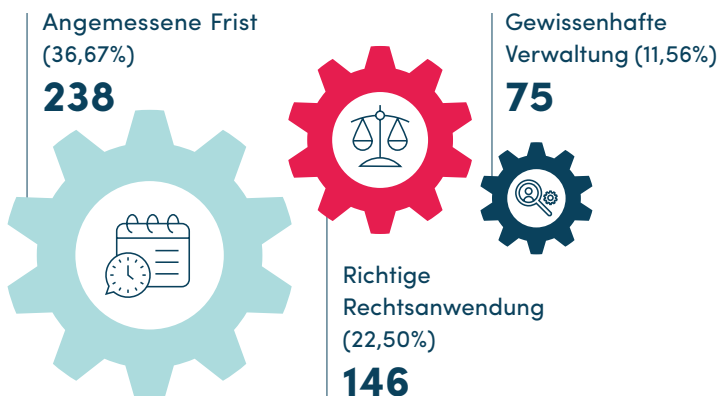 Angemessene Frist
(36,67%)
238
Gewissenhafte
Verwaltung (11,56%)
75
Richtige
Rechtsanwendung
(22,50%)
146